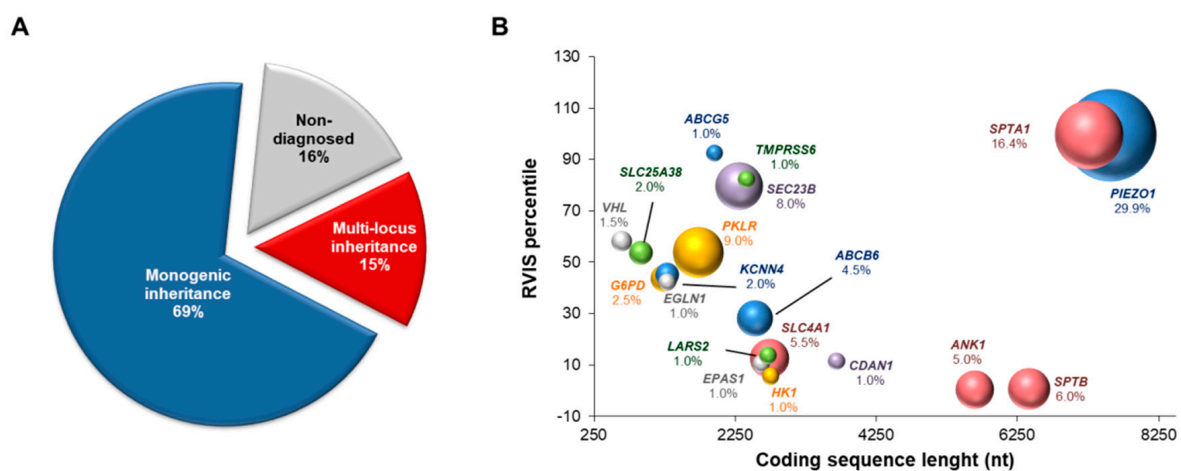 A
Non-
diagnosed
16%
Multi-locus
inheritance
15%
Monogenic
inheritance
69%
B
RVIS percentile
130
110
90
70
50
30
10
-10
250
2250
4250
6250
8250
Coding sequence lenght (nt)
ABCG5
1.0%
TMPRSS6
1.0%
SLC25A38
2.0%
SEC23B
8.0%
VHL
1.5%
PKLR
9.0%
G6PD
2.5%
EGLN1
1.0%
KCNN4
2.0%
ABCB6
4.5%
SLC4A1
5.5%
LARS2
1.0%
EPAS1
1.0%
HK1
1.0%
CDAN1
1.0%
ANK1
5.0%
SPTB
6.0%
SPTA1
16.4%
PIEZO1
29.9%